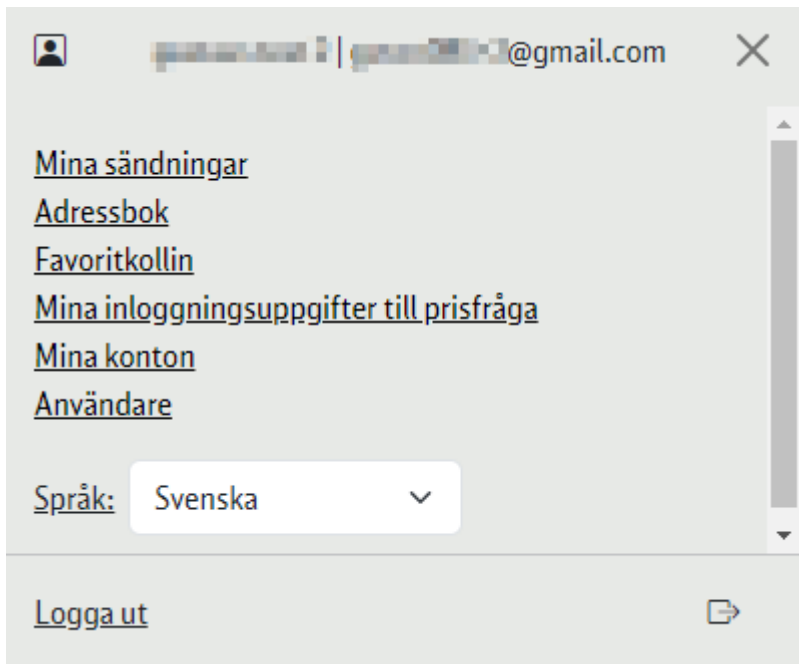 | @gmail.com
Mina sändningar
Adressbok
Favoritkollin
Mina inloggningsuppgifter till prisfråga
Mina konton
Användare
Språk: Svenska
Logga ut